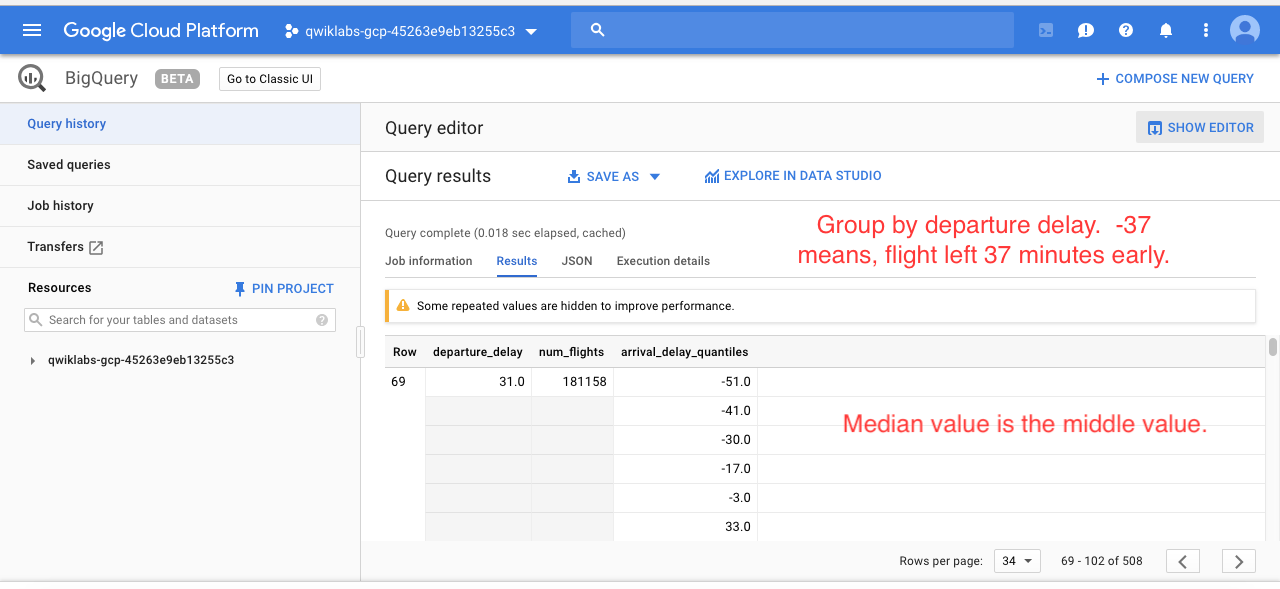 Google Cloud Platform
qwiklabs-gcp-45263e9eb13255c3
BigQuery
BETA
Go to Classic UI
COMPOSE NEW QUERY
Query history
Saved queries
Job history
Transfers
Resources
PIN PROJECT
Search for your tables and datasets
qwiklabs-gcp-45263e9eb13255c3
Query editor
SHOW EDITOR
Query results
SAVE AS
EXPLORE IN DATA STUDIO
Group by departure delay.  -37
means, flight left 37 minutes early.
Query complete (0.018 sec elapsed, cached)
Job information Results JSON Execution details
Some repeated values are hidden to improve performance.
Row departure_delay num_flights arrival_delay_quantiles
69 31.0 181158 -51.0
-41.0
Median value is the middle value.
-30.0
-17.0
-3.0
33.0
Rows per page: 34 69 - 102 of 508